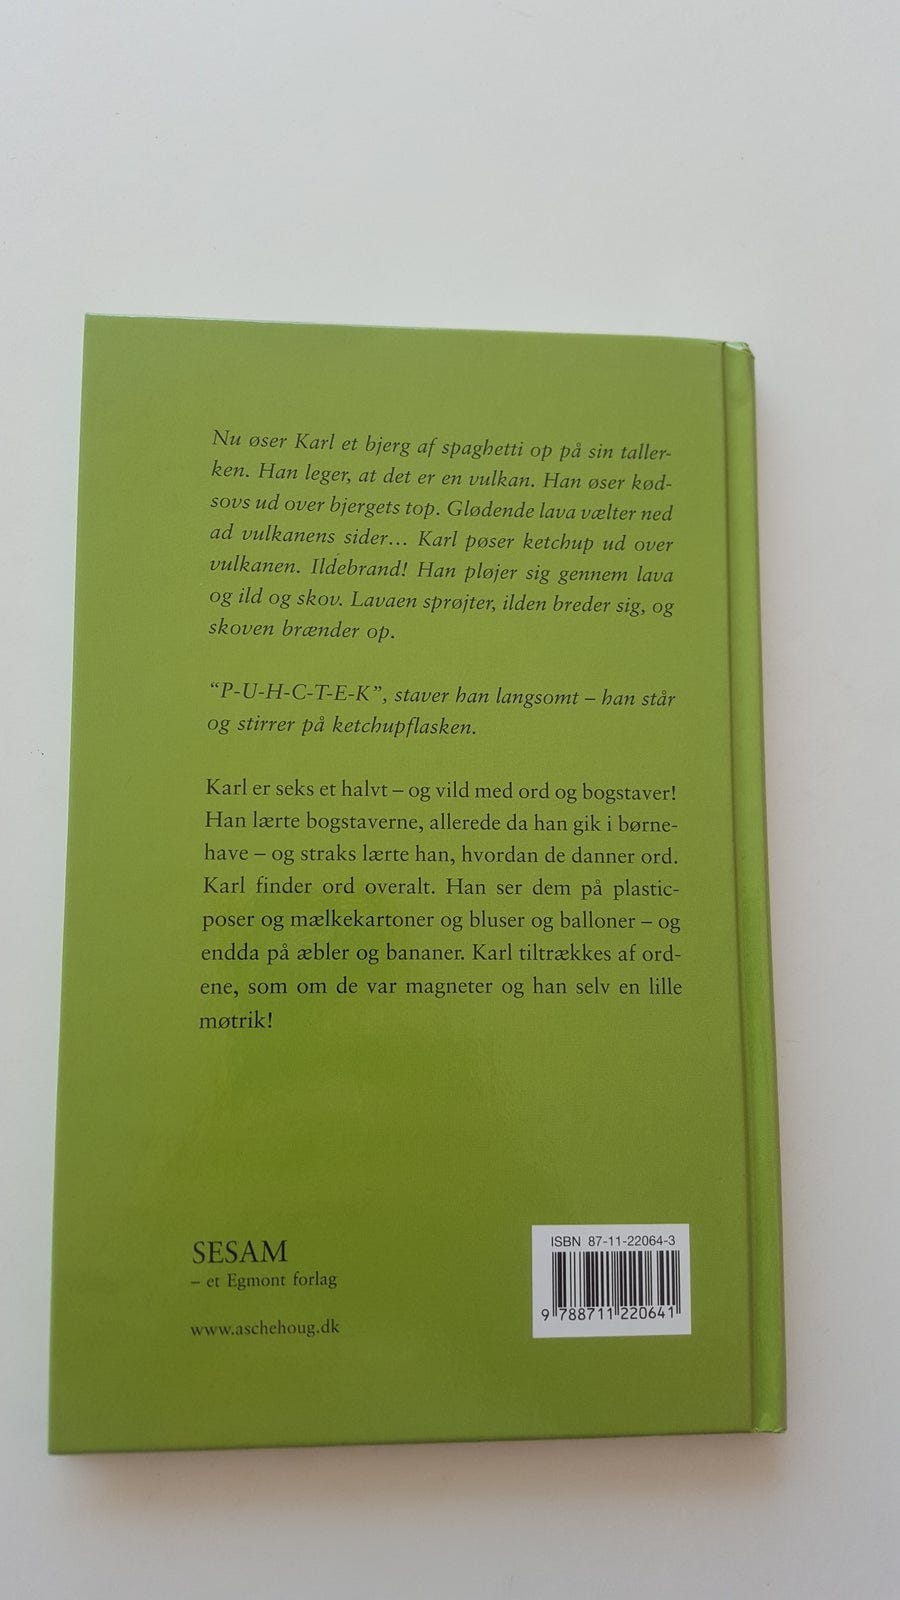 Nu øser Karl et bjerg af spaghetti op på sin taller-
ken. Han leger, at det er en vulkan. Han øser kød-
sovs ud over bjergets top. Glødende lava vælter ned
ad vulkanens sider... Karl pøser ketchup ud over
vulkanen. Ildebrand! Han pløjer sig gennem lava
og ild og skov. Lavaen sprøjter, ilden breder sig, og
skoven brænder op.
“P-U-H-C-T-E-K”, staver han langsomt – han står
og stirrer på ketchupflasken.
Karl er seks et halvt – og vild med ord og bogstaver!
Han lærte bogstaverne, allerede da han gik i børne-
have – og straks lærte han, hvordan de danner ord.
Karl finder ord overalt. Han ser dem på plastic-
poser og mælkekartoner og bluser og balloner – og
endda på æbler og bananer. Karl tiltrækkes af ord-
ene, som om de var magneter og han selv en lille
møtrik!
SESAM
– et Egmont forlag
www.aschehoug.dk
ISBN 87-11-22064-3
9 788711 220641